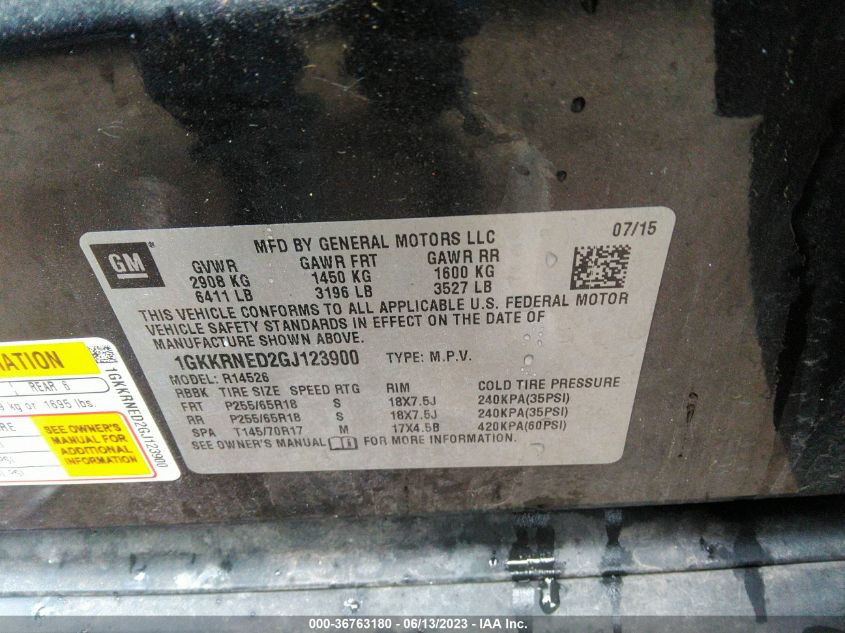 GM
MFD BY GENERAL MOTORS LLC
07/15
GVWR GAWR FRT GAWR RR
2908 KG 1450 KG 1600 KG
6411 LB 3196 LB 3527 LB
THIS VEHICLE CONFORMS TO ALL APPLICABLE U.S. FEDERAL MOTOR
VEHICLE SAFETY STANDARDS IN EFFECT ON THE DATE OF
MANUFACTURE SHOWN ABOVE.
1GKKRNED2GJ123900 TYPE: M.P.V.
MODEL: R14526
RBBK TIRE SIZE SPEED RTG RIM COLD TIRE PRESSURE
FRT P255/65R18 S 18X7.5J 240KPA(35PSI)
RR P255/65R18 S 18X7.5J 240KPA(35PSI)
SPA T145/70R17 M 17X4.5B 420KPA(60PSI)
SEE OWNER'S MANUAL FOR MORE INFORMATION.
MATION
REAR 5
kg or 1695 lbs.
RE
SEE OWNER'S
MANUAL FOR
ADDITIONAL
INFORMATION
1GKKRNED2GJ123900
000-36763180 - 06/13/2023 - IAA Inc.